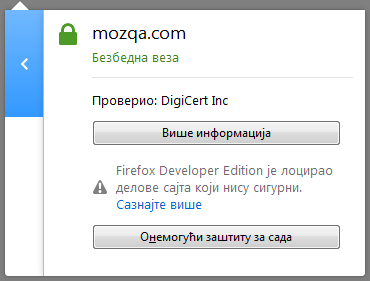 mozqa.com
Безбедна веза
Проверио: DigiCert Inc
Више информација
Firefox Developer Edition је лоцирао
делове сајта који нису сигурни.
Сазнајте више
Онемогући заштиту за сада